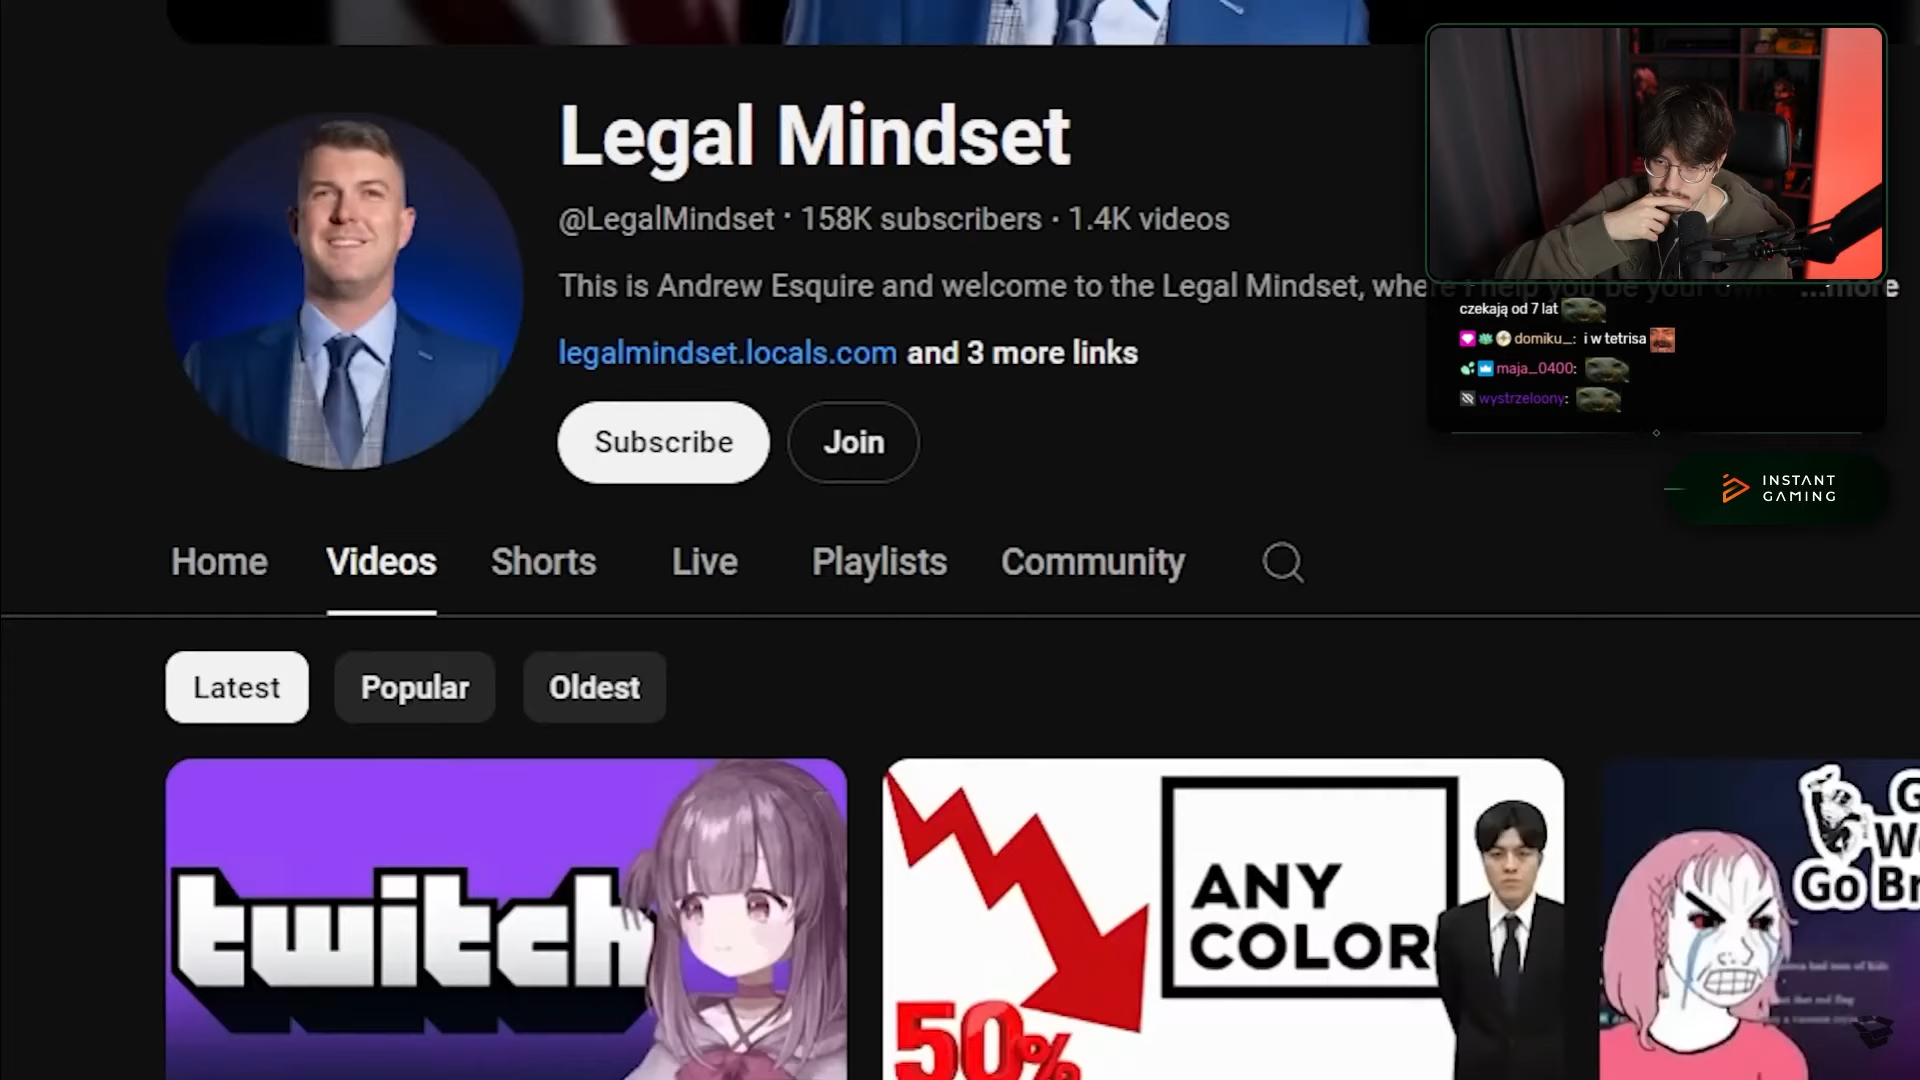 Legal Mindset
@LegalMindset · 158K subscribers · 1.4K videos
This is Andrew Esquire and welcome to the Legal Mindset, where I help you be your own ...more
legalmindset.locals.com and 3 more links
Subscribe
Join
czekają od 7 lat
domiku_: i w tetrisa
maja_0400:
wystrzeloony:
INSTANT
GAMING
Home
Videos
Shorts
Live
Playlists
Community
Latest
Popular
Oldest
twitch
ANY
COLOR
50%
Go Br